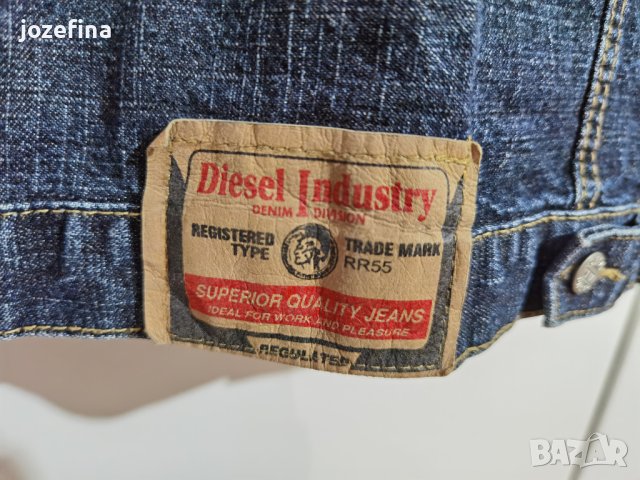 jozefina
Diesel Industry
DENIM DIVISION
REGISTERED TRADE MARK
TYPE RR55
SUPERIOR QUALITY JEANS
IDEAL FOR WORK AND PLEASURE
REGULATED
BAZAR